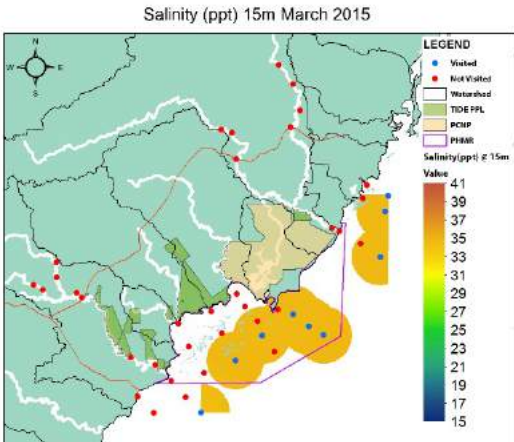 Salinity (ppt) 15m March 2015
N
W E
S
LEGEND
Visited
Not Visited
Watershed
TIDE PPL
PCNP
PHMR
Salinity(ppt) @ 15m
Value
41
39
37
35
33
31
29
27
25
23
21
19
17
15